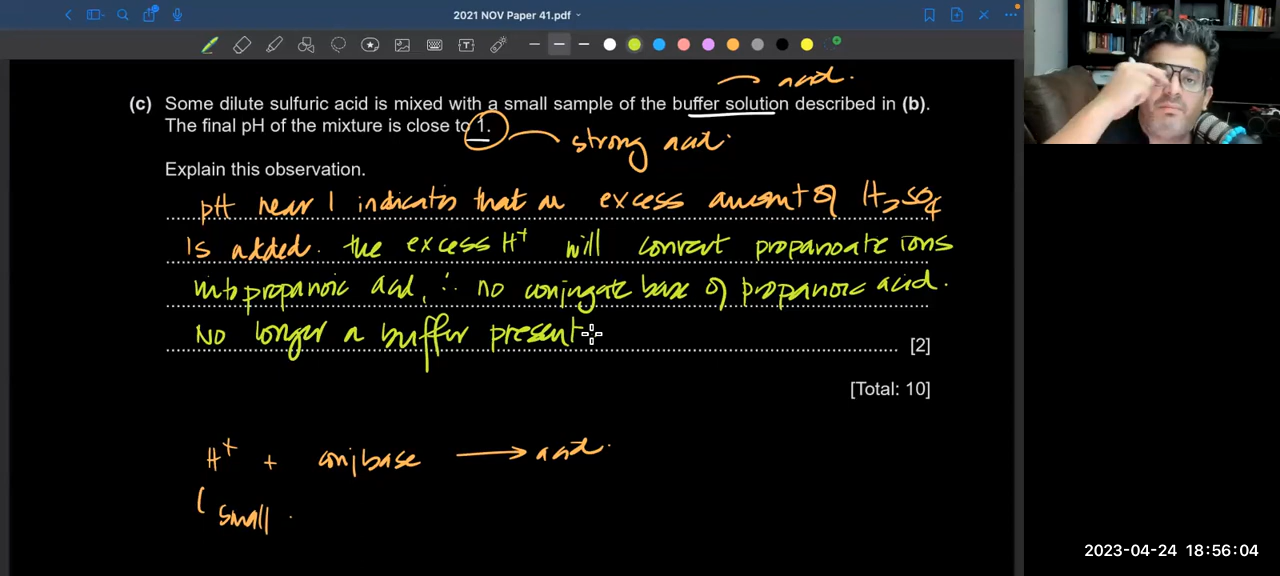 2021 NOV Paper 41.pdf
acid.
(c) Some dilute sulfuric acid is mixed with a small sample of the buffer solution described in (b).
The final pH of the mixture is close to 1.
strong acid.
Explain this observation.
pH near 1 indicates that an excess amount of H2SO4
is added. the excess H+ will convert propanoate ions
into propanoic acid, ∴ no conjugate base of propanoic acid.
No longer a buffer present
[2]
[Total: 10]
H+ + conj base → acid.
( small .
2023-04-24 18:56:04